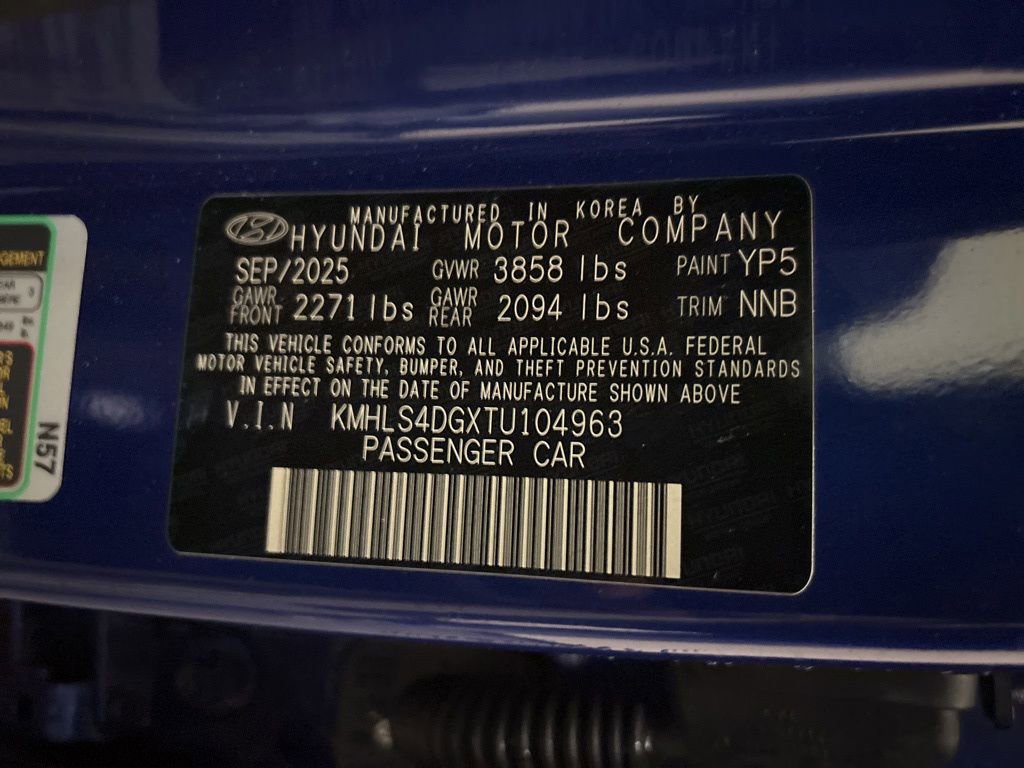 MANUFACTURED IN KOREA BY
HYUNDAI MOTOR COMPANY
SEP/2025 GVWR 3858 lbs PAINT YP5
GAWR FRONT 2271 lbs GAWR REAR 2094 lbs TRIM NNB
THIS VEHICLE CONFORMS TO ALL APPLICABLE U.S.A. FEDERAL
MOTOR VEHICLE SAFETY, BUMPER, AND THEFT PREVENTION STANDARDS
IN EFFECT ON THE DATE OF MANUFACTURE SHOWN ABOVE
V.I.N KMHLS4DGXTU104963
PASSENGER CAR
N57